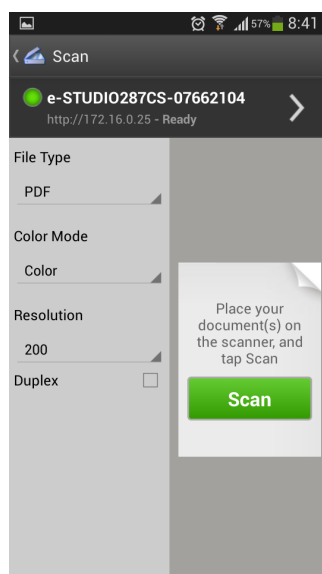 57% 8:41
Scan
e-STUDIO287CS-07662104
http://172.16.0.25 - Ready
File Type
PDF
Color Mode
Color
Resolution
200
Duplex
Place your
document(s) on
the scanner, and
tap Scan
Scan